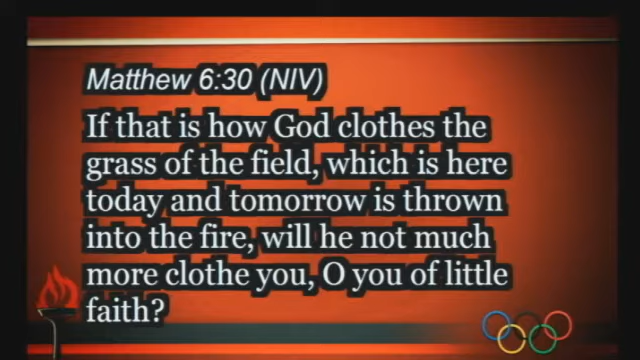 Matthew 6:30 (NIV)
If that is how God clothes the
grass of the field, which is here
today and tomorrow is thrown
into the fire, will he not much
more clothe you, O you of little
faith?